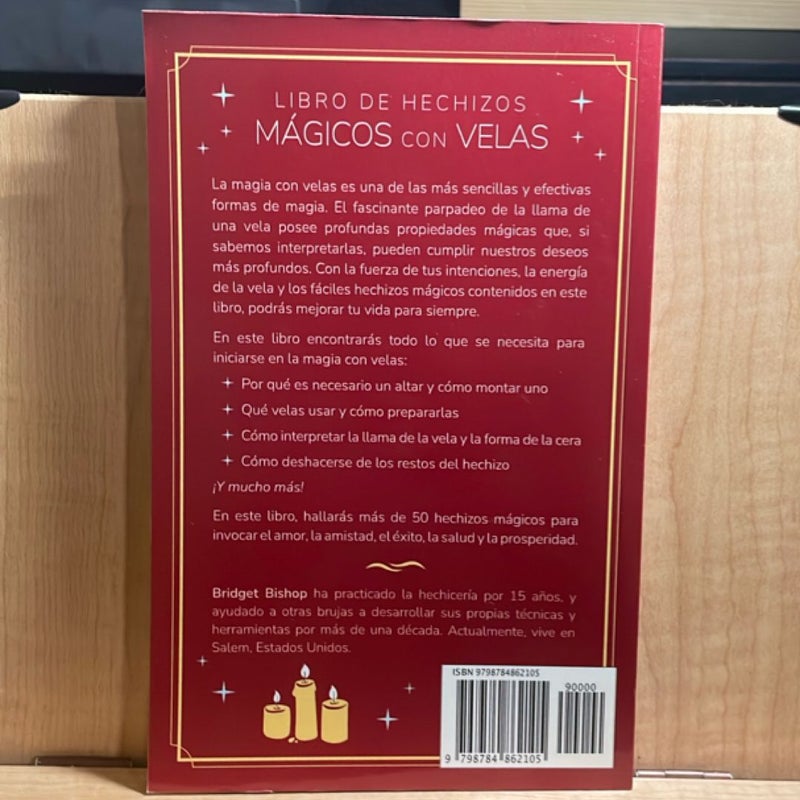 LIBRO DE HECHIZOS
MÁGICOS CON VELAS
La magia con velas es una de las más sencillas y efectivas
formas de magia. El fascinante parpadeo de la llama de
una vela posee profundas propiedades mágicas que, si
sabemos interpretarlas, pueden cumplir nuestros deseos
más profundos. Con la fuerza de tus intenciones, la energía
de la vela y los fáciles hechizos mágicos contenidos en este
libro, podrás mejorar tu vida para siempre.
En este libro encontrarás todo lo que se necesita para
iniciarse en la magia con velas:
Por qué es necesario un altar y cómo montar uno
Qué velas usar y cómo prepararlas
Cómo interpretar la llama de la vela y la forma de la cera
Cómo deshacerse de los restos del hechizo
¡Y mucho más!
En este libro, hallarás más de 50 hechizos mágicos para
invocar el amor, la amistad, el éxito, la salud y la prosperidad.
Bridget Bishop ha practicado la hechicería por 15 años, y
ayudado a otras brujas a desarrollar sus propias técnicas y
herramientas por más de una década. Actualmente, vive en
Salem, Estados Unidos.
ISBN 9798784862105
90000
9 798784 862105